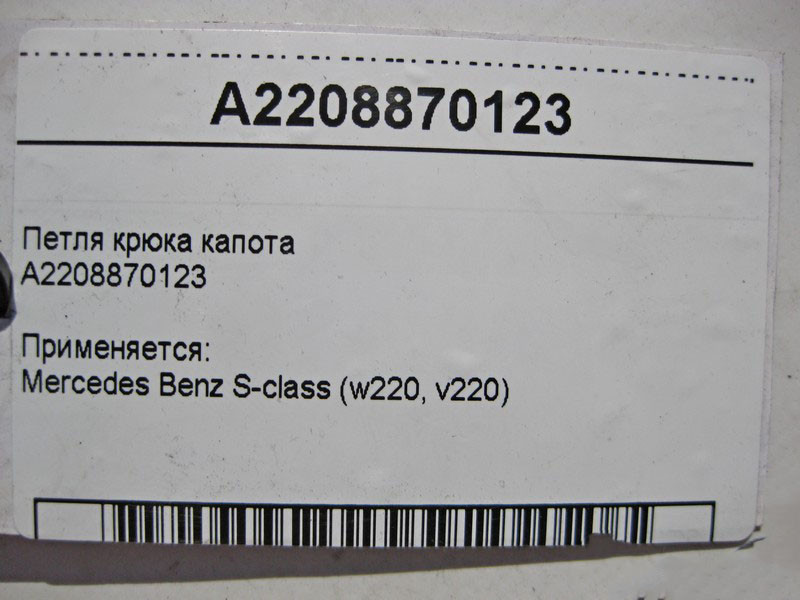 A2208870123
Петля крюка капота
A2208870123
Применяется:
Mercedes Benz S-class (w220, v220)